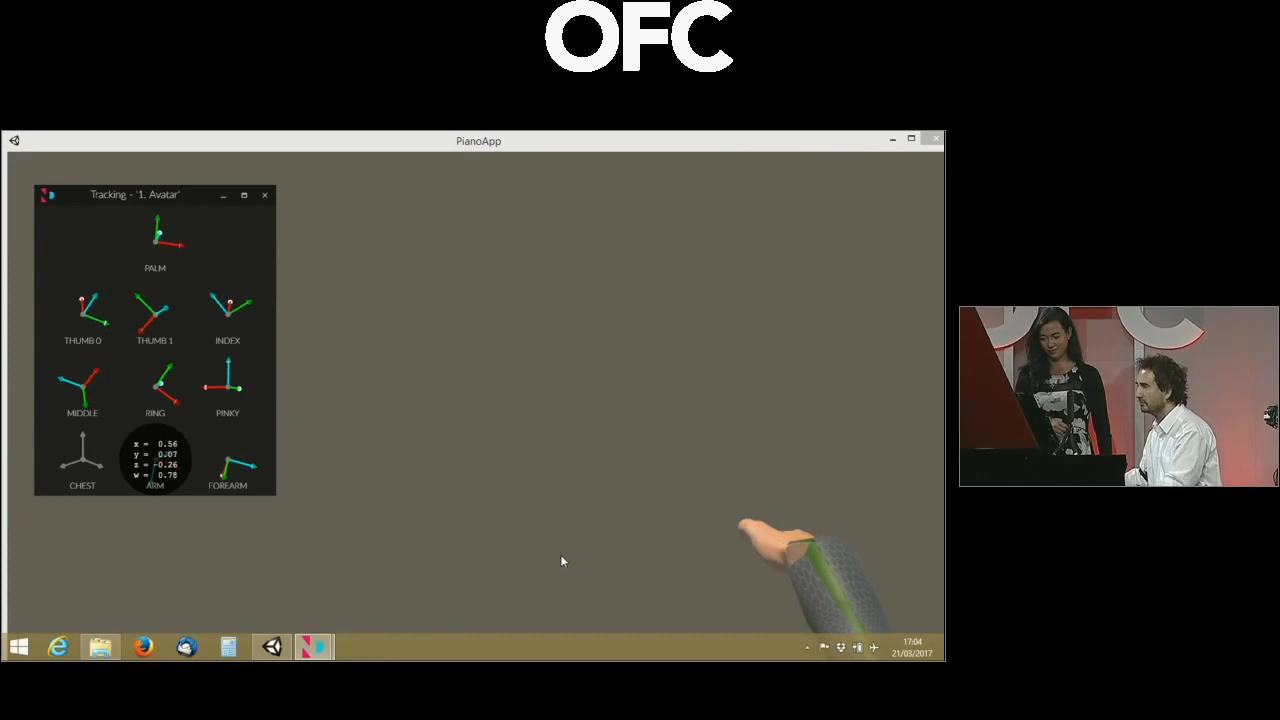 OFC
PianoApp
Tracking - '1. Avatar'
PALM
THUMB 0
THUMB 1
INDEX
MIDDLE
RING
PINKY
x = 0.56
y = 0.07
z = -0.26
w = 0.78
CHEST
ARM
FOREARM
17:04
21/03/2017
FC